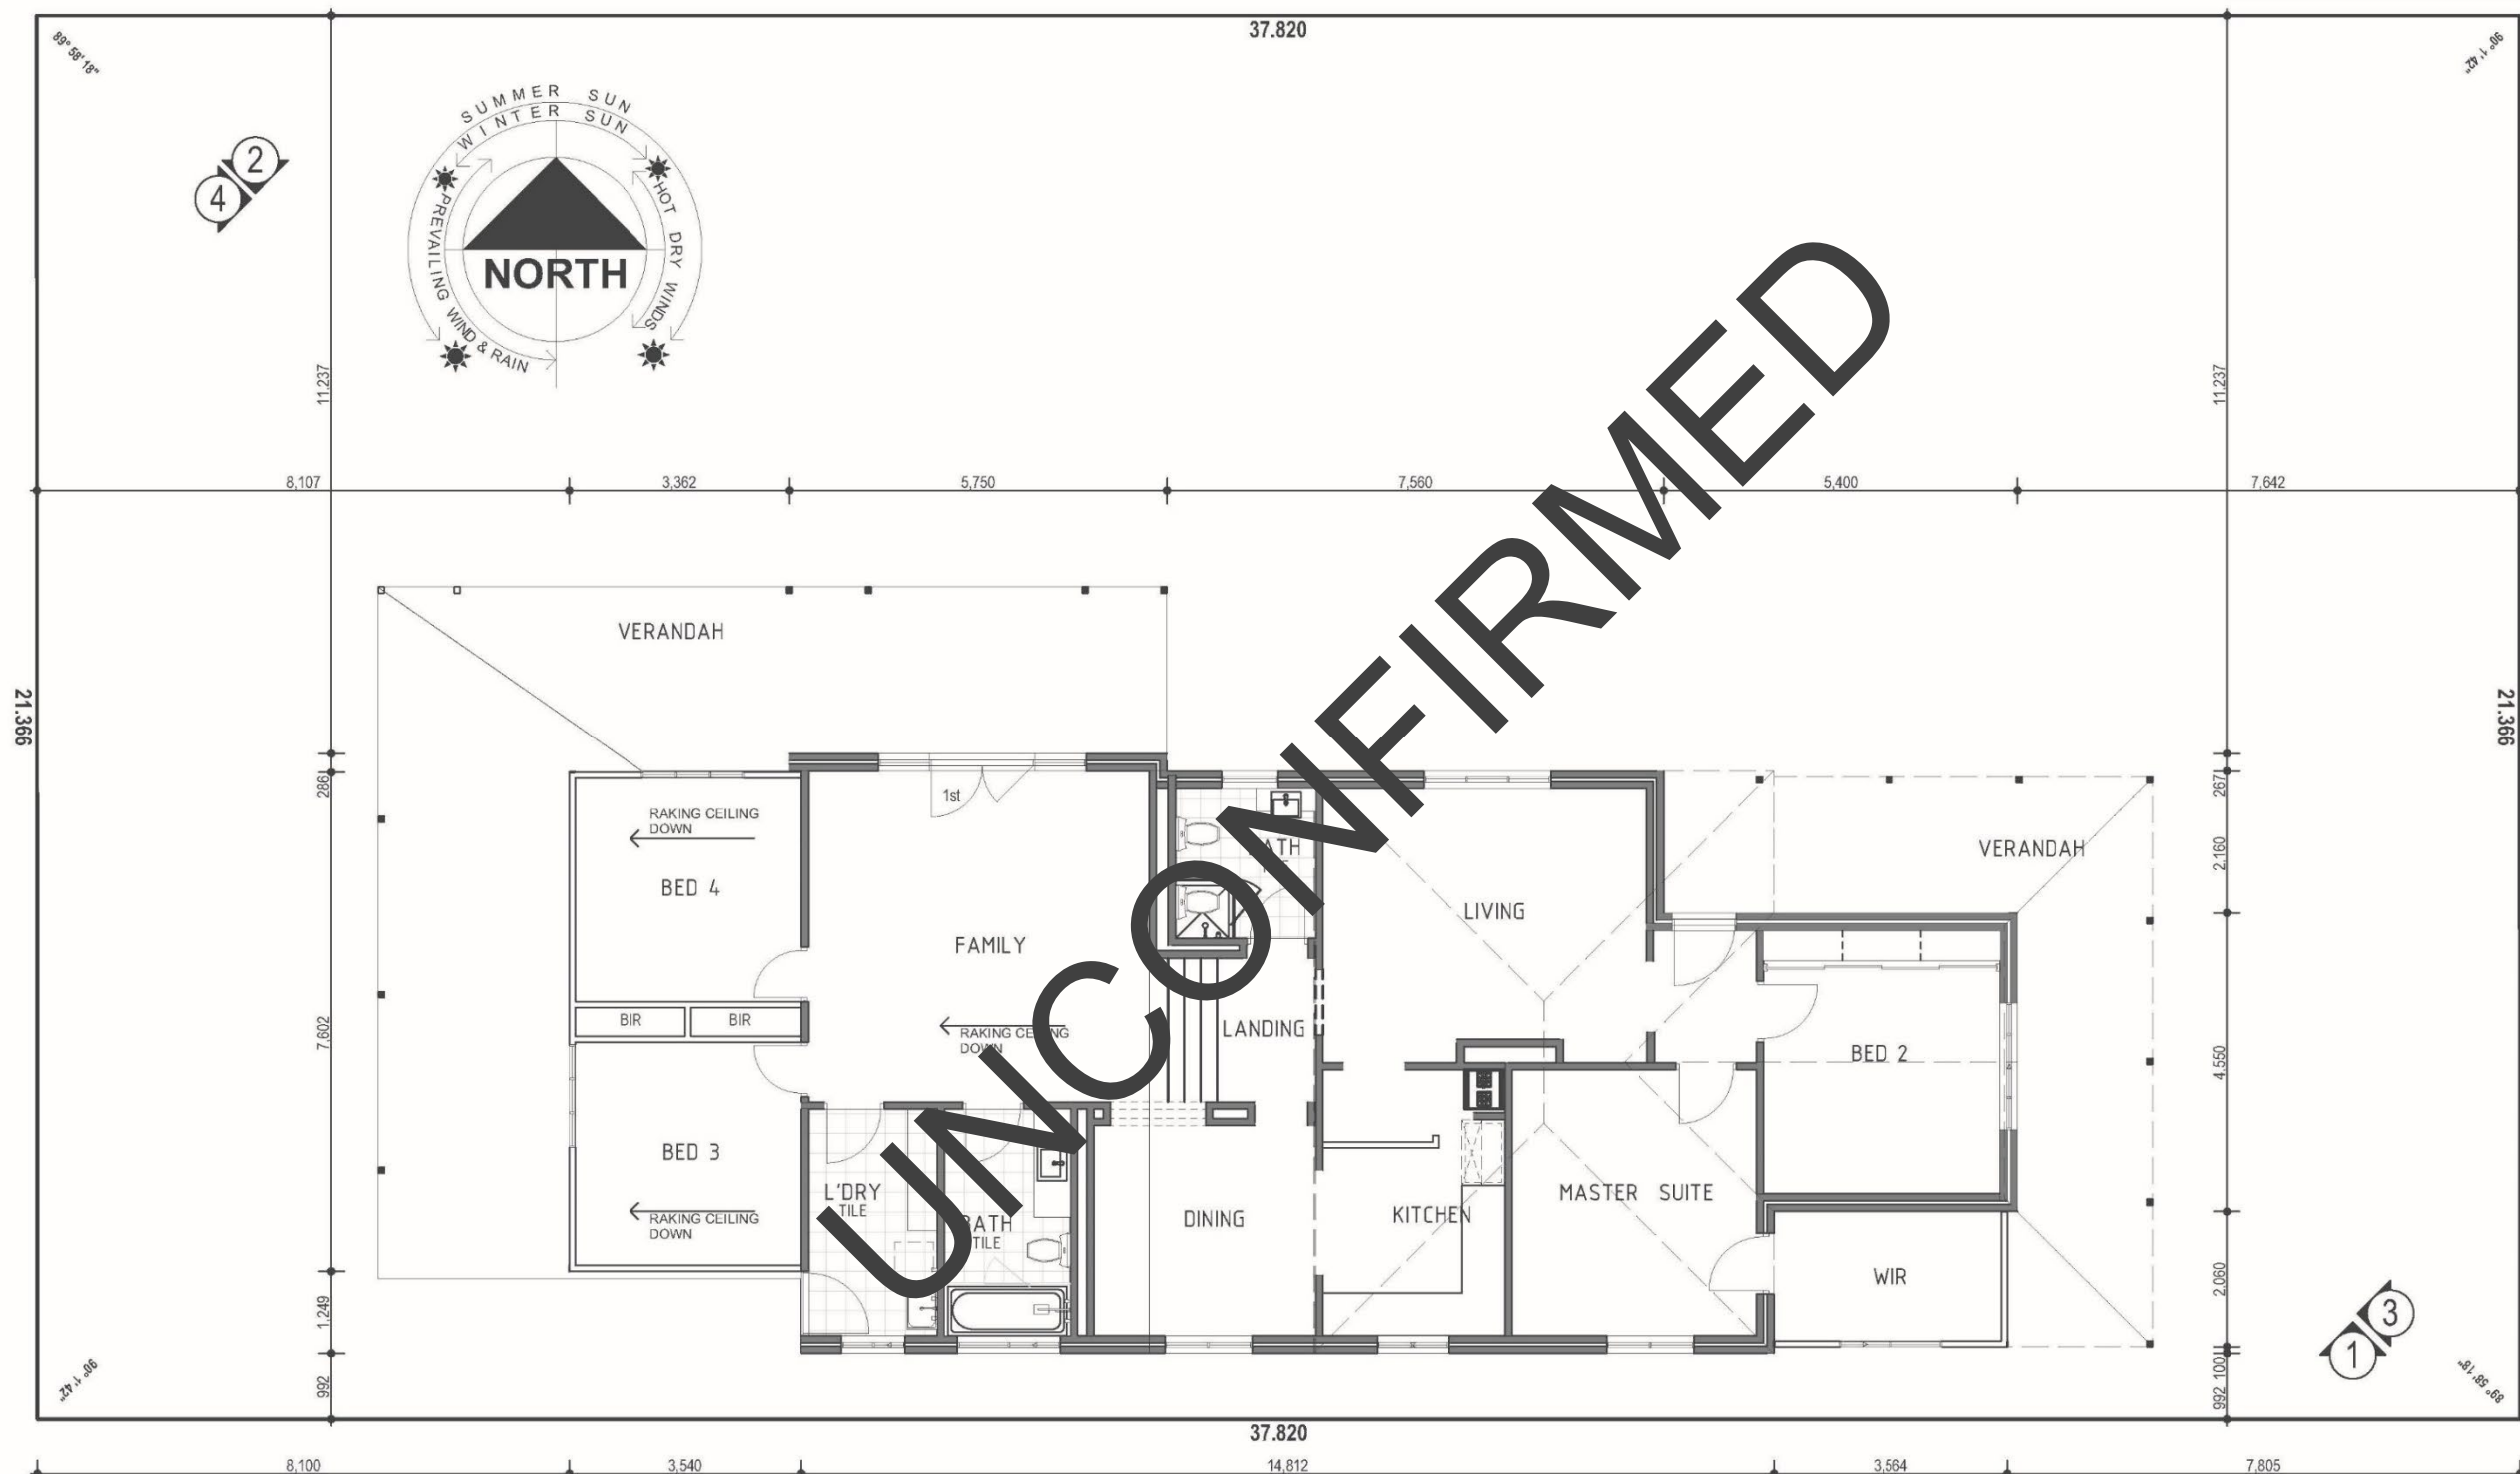 37.820
89° 58' 18"
90° 1' 42"
SUMMER SUN
WINTER SUN
2
4
HOT DRY WINDS
PREVAILING WIND & RAIN
NORTH
11.237
11.237
8,107
3,362
5,750
7,560
5,400
7,642
VERANDAH
21.366
21.366
286
1st
267
RAKING CEILING
DOWN
2.160
VERANDAH
BATH
BED 4
LIVING
FAMILY
UNCONFIRMED
BIR
BIR
LANDING
RAKING CEILING
DOWN
7,602
4.550
BED 2
BED 3
L'DRY
TILE
MASTER SUITE
RAKING CEILING
DOWN
BATH
TILE
DINING
KITCHEN
WIR
2.060
1.249
3
1
992
992
100
90° 1' 42"
89° 58' 18"
37.820
8,100
3,540
14,812
3,564
7,805